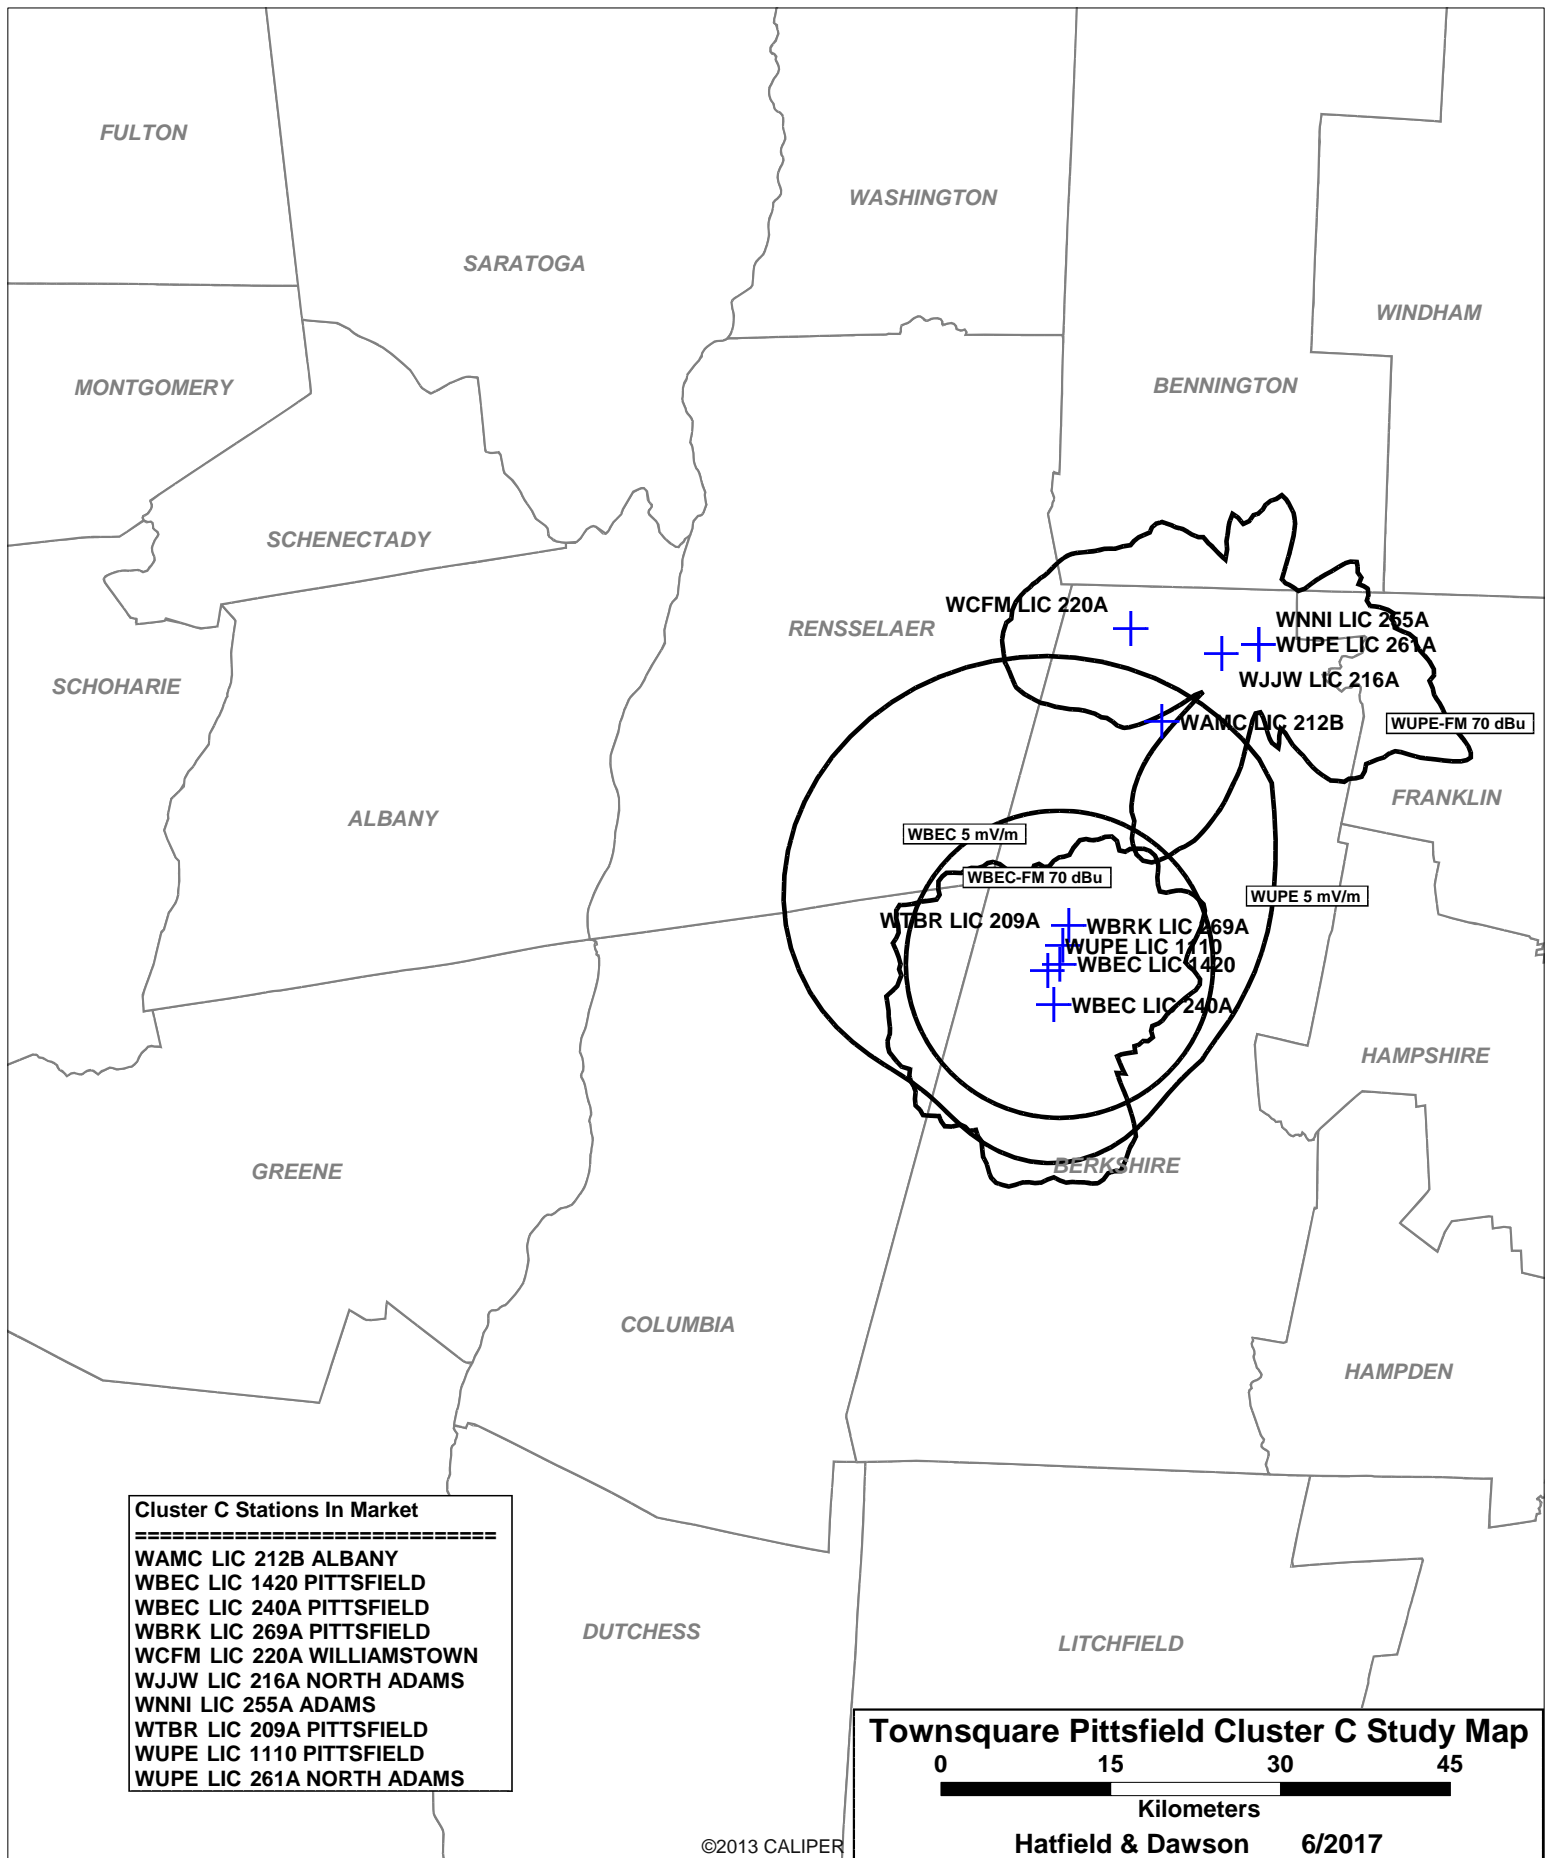 FULTON
WASHINGTON
SARATOGA
WINDHAM
MONTGOMERY
BENNINGTON
SCHENECTADY
WCFM LIC 220A
WNNI LIC 255A
RENSSELAER
WUPE LIC 261A
SCHOHARIE
WJJW LIC 216A
WAMC LIC 212B
WUPE-FM 70 dBu
FRANKLIN
ALBANY
WBEC 5 mV/m
WBEC-FM 70 dBu
WUPE 5 mV/m
WTBR LIC 209A
WBRK LIC 269A
WUPE LIC 1110
WBEC LIC 1420
WBEC LIC 240A
HAMPSHIRE
GREENE
BERKSHIRE
COLUMBIA
HAMPDEN
Cluster C Stations In Market
=============================
WAMC LIC 212B ALBANY
WBEC LIC 1420 PITTSFIELD
WBEC LIC 240A PITTSFIELD
WBRK LIC 269A PITTSFIELD
WCFM LIC 220A WILLIAMSTOWN
WJJW LIC 216A NORTH ADAMS
WNNI LIC 255A ADAMS
WTBR LIC 209A PITTSFIELD
WUPE LIC 1110 PITTSFIELD
WUPE LIC 261A NORTH ADAMS
DUTCHESS
LITCHFIELD
Townsquare Pittsfield Cluster C Study Map
0 15 30 45
Kilometers
Hatfield & Dawson 6/2017
©2013 CALIPER